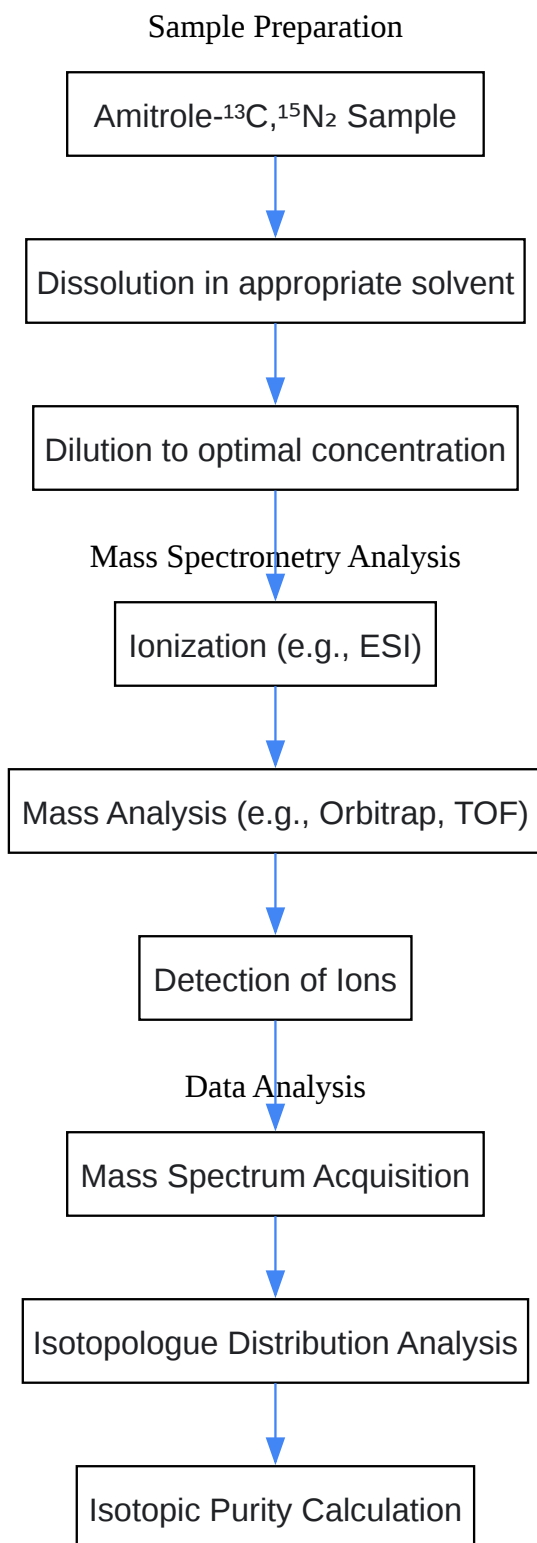 Sample Preparation
Amitrole-¹³C,¹⁵N₂ Sample
Dissolution in appropriate solvent
Dilution to optimal concentration
Mass Spectrometry Analysis
Ionization (e.g., ESI)
Mass Analysis (e.g., Orbitrap, TOF)
Detection of Ions
Data Analysis
Mass Spectrum Acquisition
Isotopologue Distribution Analysis
Isotopic Purity Calculation